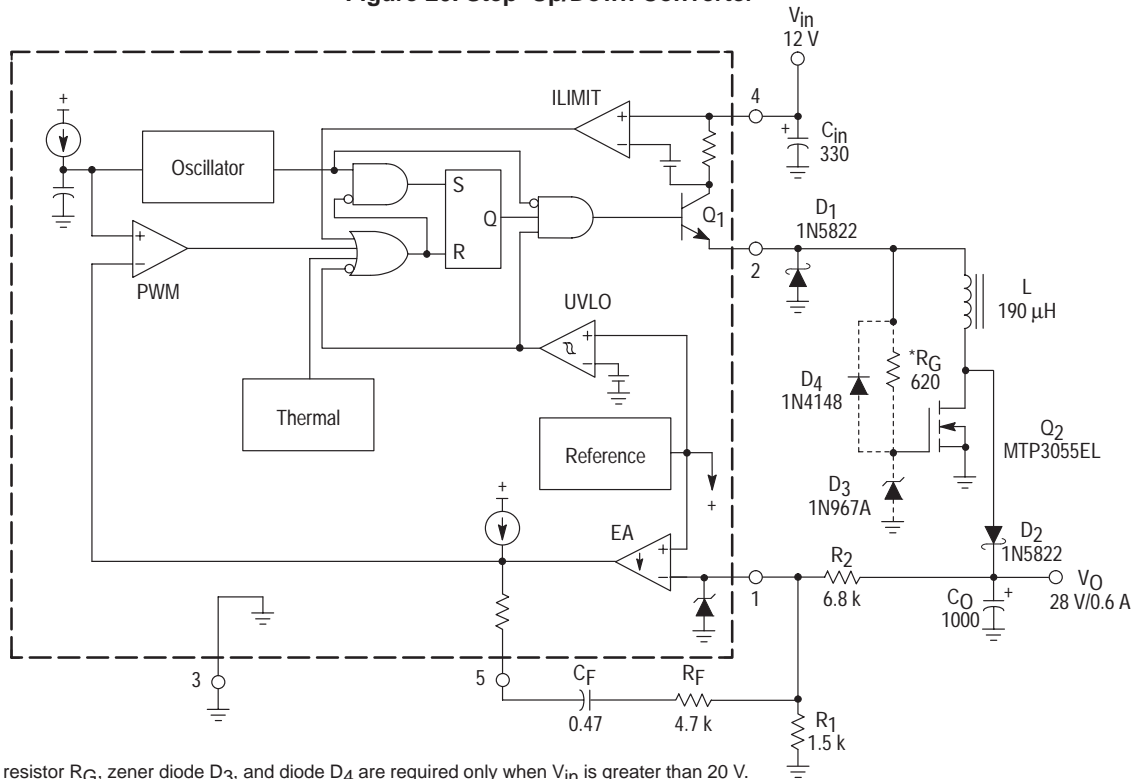 Figure 20. Step-Up/Down Converter
Vin
12 V
4
+
Cin
330
ILIMIT
+
–
+
Oscillator
S
Q
R
Q1
2
D1
1N5822
+
–
PWM
L
190 µH
UVLO
+
–
*RG
620
D4
1N4148
Thermal
Reference
+
Q2
MTP3055EL
D3
1N967A
+
EA
+
–
1
R2
6.8 k
D2
1N5822
VO
28 V/0.6 A
CO
1000
+
3
5
CF
0.47
RF
4.7 k
R1
1.5 k
resistor RG, zener diode D3, and diode D4 are required only when Vin is greater than 20 V.